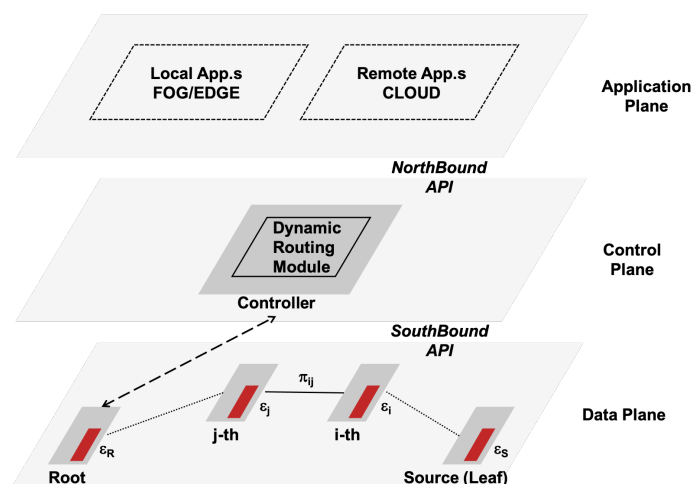 Local App.s
FOG/EDGE
Remote App.s
CLOUD
Application
Plane
NorthBound
API
Dynamic
Routing
Module
Controller
Control
Plane
SouthBound
API
πij
εj
εi
j-th
i-th
Data Plane
εR
εS
Root
Source (Leaf)